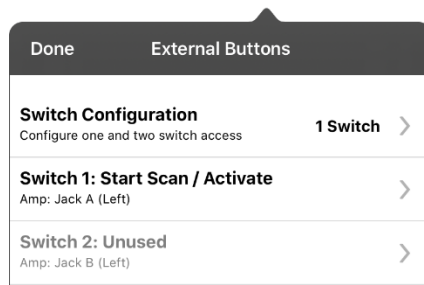 Done External Buttons
Switch Configuration
Configure one and two switch access
1 Switch
Switch 1: Start Scan / Activate
Amp: Jack A (Left)
Switch 2: Unused
Amp: Jack B (Left)